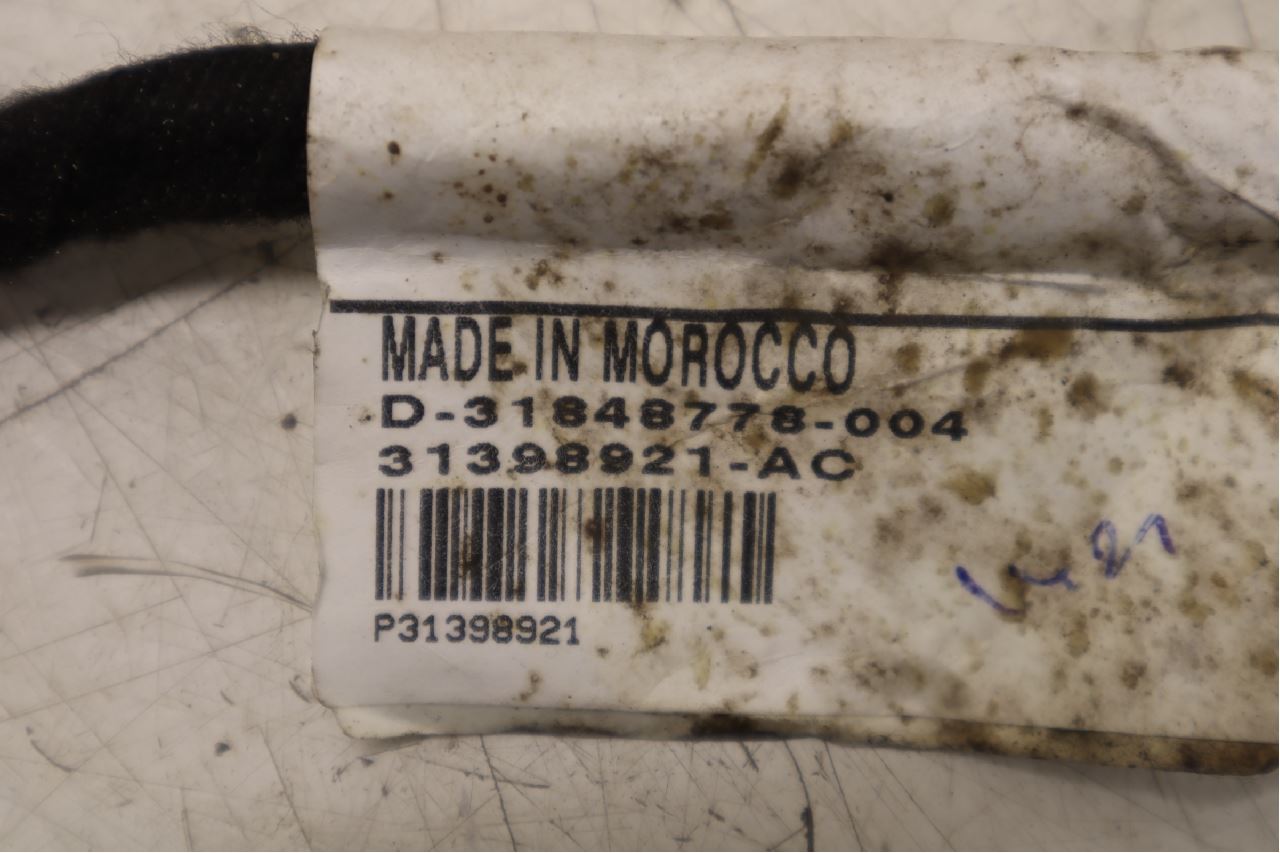 MADE IN MOROCCO
D-31848778-004
31398921-AC
P31398921